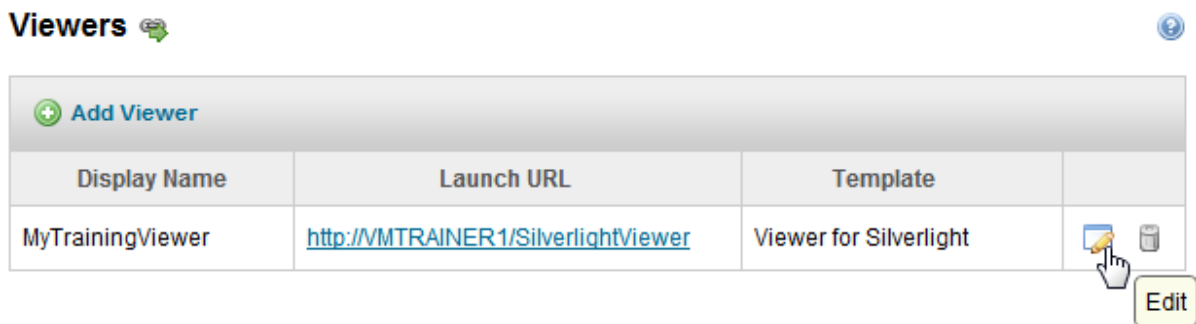 Viewers
Add Viewer
Display Name Launch URL Template
MyTrainingViewer http://VMTRAINER1/SilverlightViewer Viewer for Silverlight
Edit